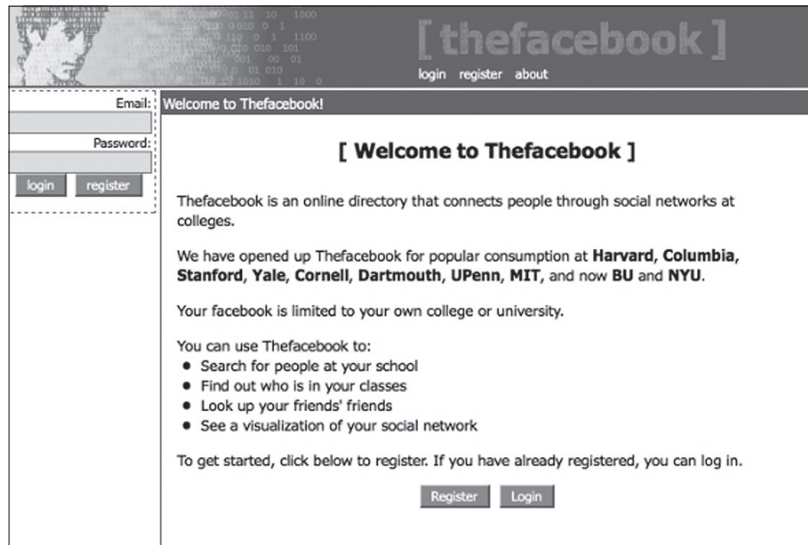 [ thefacebook ]
login register about
Email:
Password:
login register
Welcome to Thefacebook!
[ Welcome to Thefacebook ]
Thefacebook is an online directory that connects people through social networks at
colleges.
We have opened up Thefacebook for popular consumption at Harvard, Columbia,
Stanford, Yale, Cornell, Dartmouth, UPenn, MIT, and now BU and NYU.
Your facebook is limited to your own college or university.
You can use Thefacebook to:
• Search for people at your school
• Find out who is in your classes
• Look up your friends' friends
• See a visualization of your social network
To get started, click below to register. If you have already registered, you can log in.
Register Login